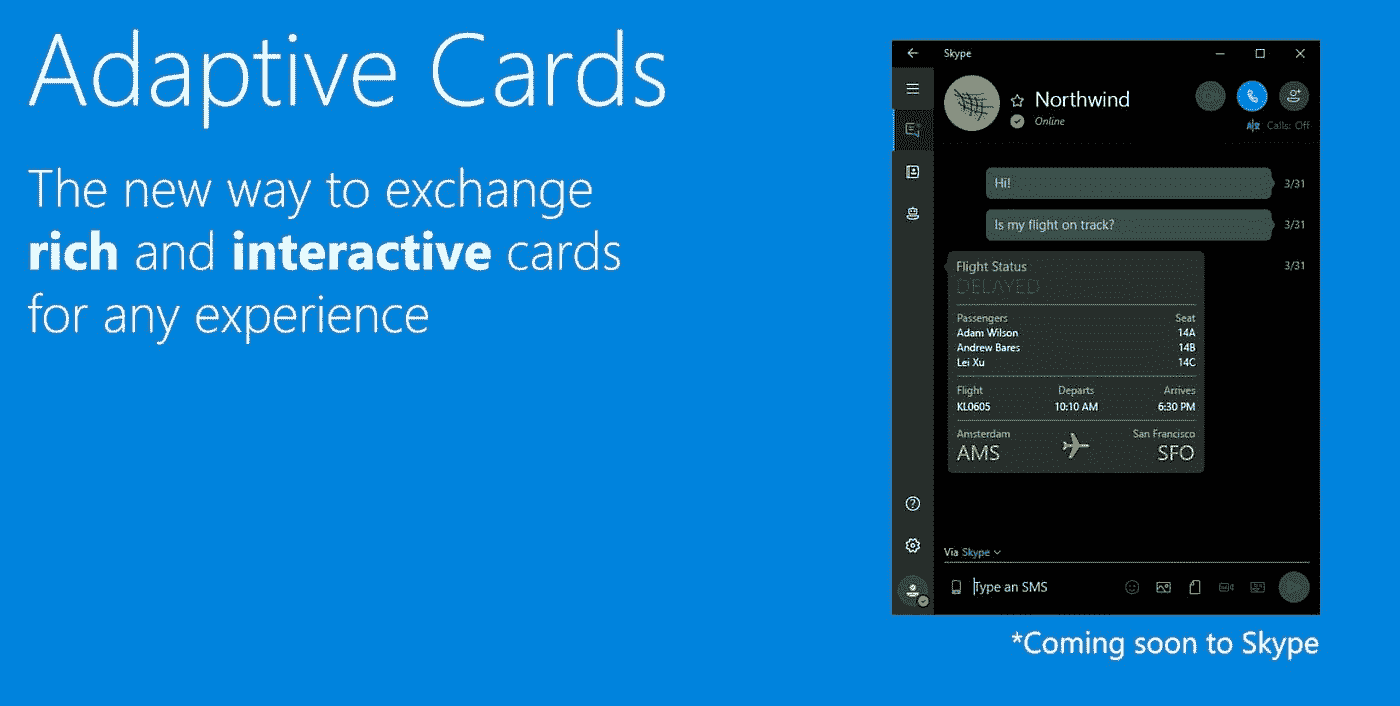 Adaptive Cards
The new way to exchange
rich and interactive cards
for any experience
Skype
Northwind
Online
Calls: Off
Hi!
3/31
Is my flight on track?
3/31
3/31
Flight Status
DELAYED
Passengers Seat
Adam Wilson 14A
Andrew Bares 14B
Lei Xu 14C
Flight Departs Arrives
KL0605 10:10 AM 6:30 PM
Amsterdam San Francisco
AMS SFO
Via Skype
Type an SMS
*Coming soon to Skype